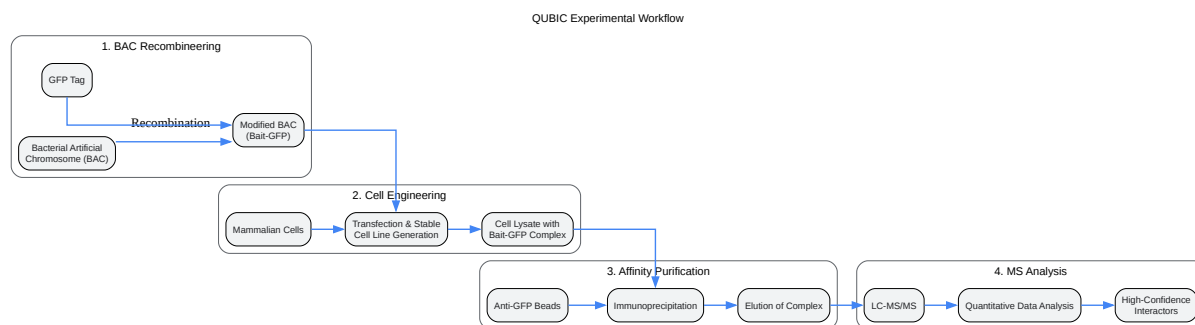 QUBIC Experimental Workflow
1. BAC Recombineering
GFP Tag
Recombination
Modified BAC
(Bait-GFP)
Bacterial Artificial
Chromosome (BAC)
2. Cell Engineering
Mammalian Cells
Transfection & Stable
Cell Line Generation
Cell Lysate with
Bait-GFP Complex
3. Affinity Purification
Anti-GFP Beads
Immunoprecipitation
Elution of Complex
4. MS Analysis
LC-MS/MS
Quantitative Data Analysis
High-Confidence
Interactors